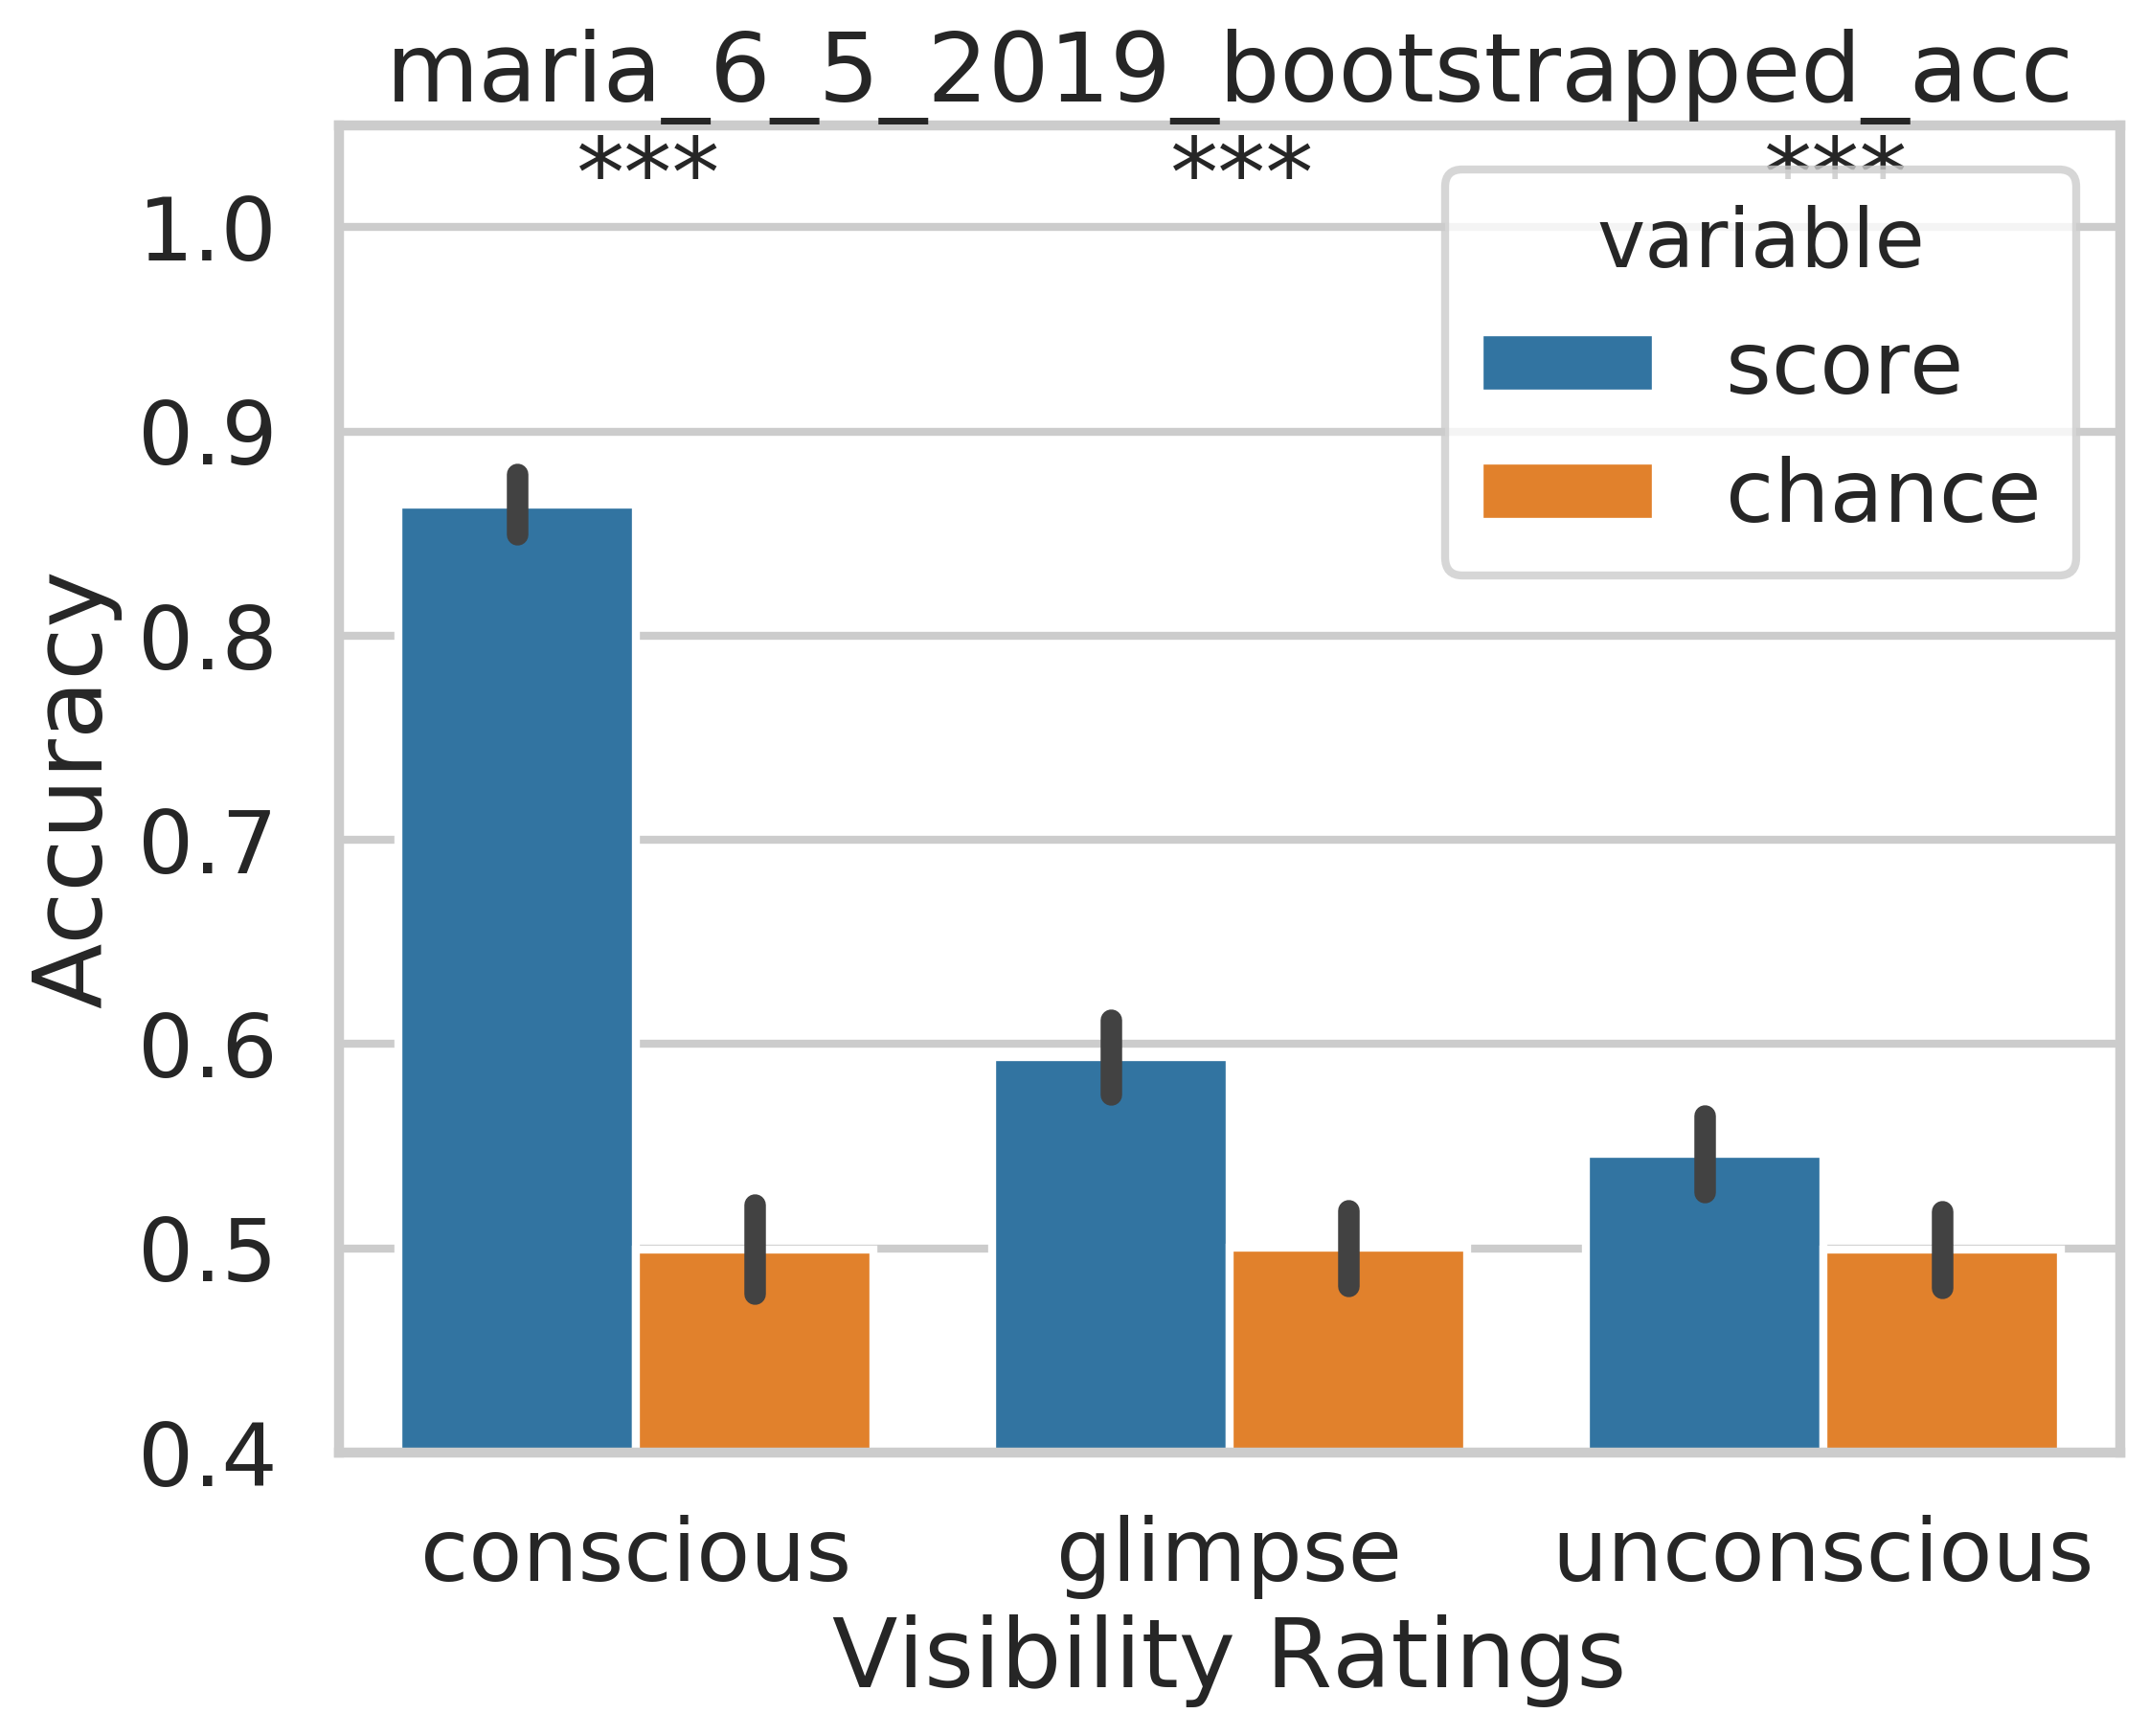 maria_6_5_2019_bootstrapped_acc
*** *** ***
1.0
0.9
0.8
0.7
0.6
0.5
0.4
Accuracy
variable
score
chance
conscious glimpse unconscious
Visibility Ratings